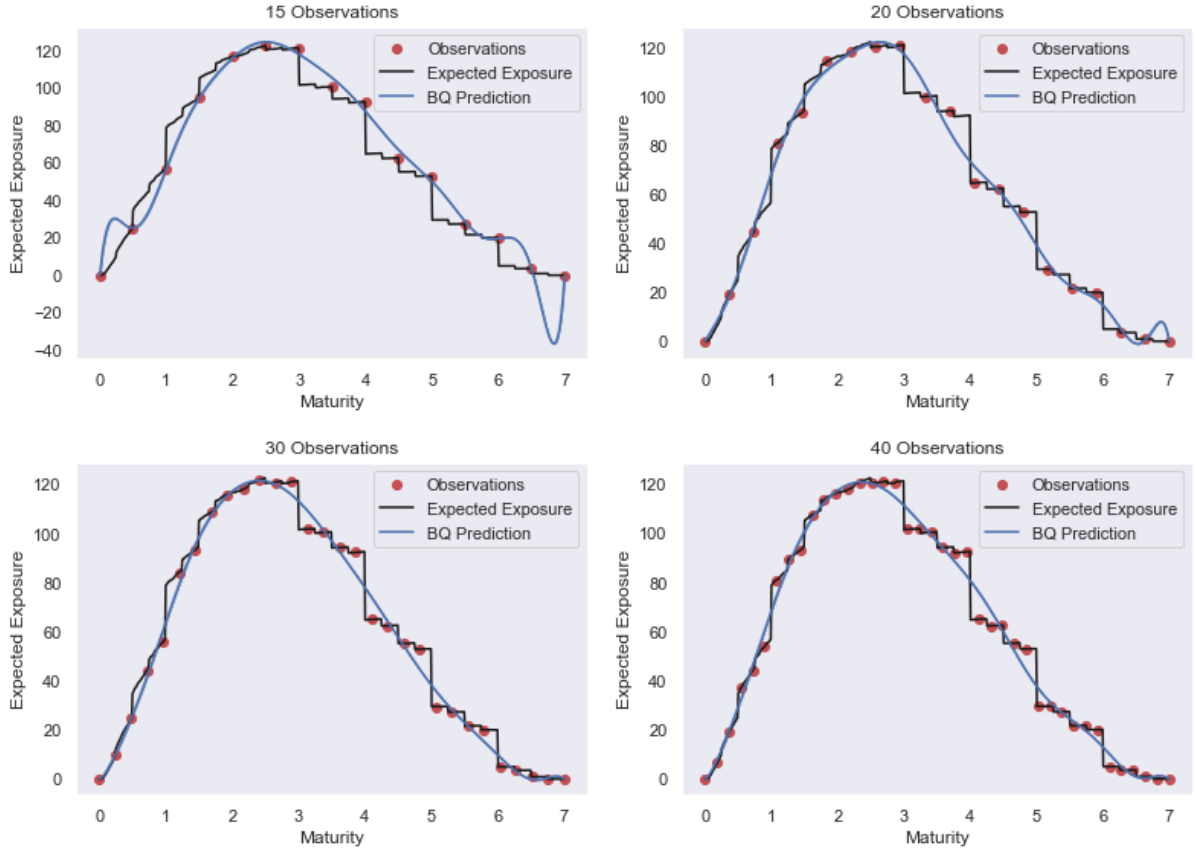 15 Observations
Expected Exposure
120
100
80
60
40
20
0
−20
−40
Observations
Expected Exposure
BQ Prediction
0 1 2 3 4 5 6 7
Maturity
20 Observations
Expected Exposure
120
100
80
60
40
20
0
Observations
Expected Exposure
BQ Prediction
0 1 2 3 4 5 6 7
Maturity
30 Observations
Expected Exposure
120
100
80
60
40
20
0
Observations
Expected Exposure
BQ Prediction
0 1 2 3 4 5 6 7
Maturity
40 Observations
Expected Exposure
120
100
80
60
40
20
0
Observations
Expected Exposure
BQ Prediction
0 1 2 3 4 5 6 7
Maturity